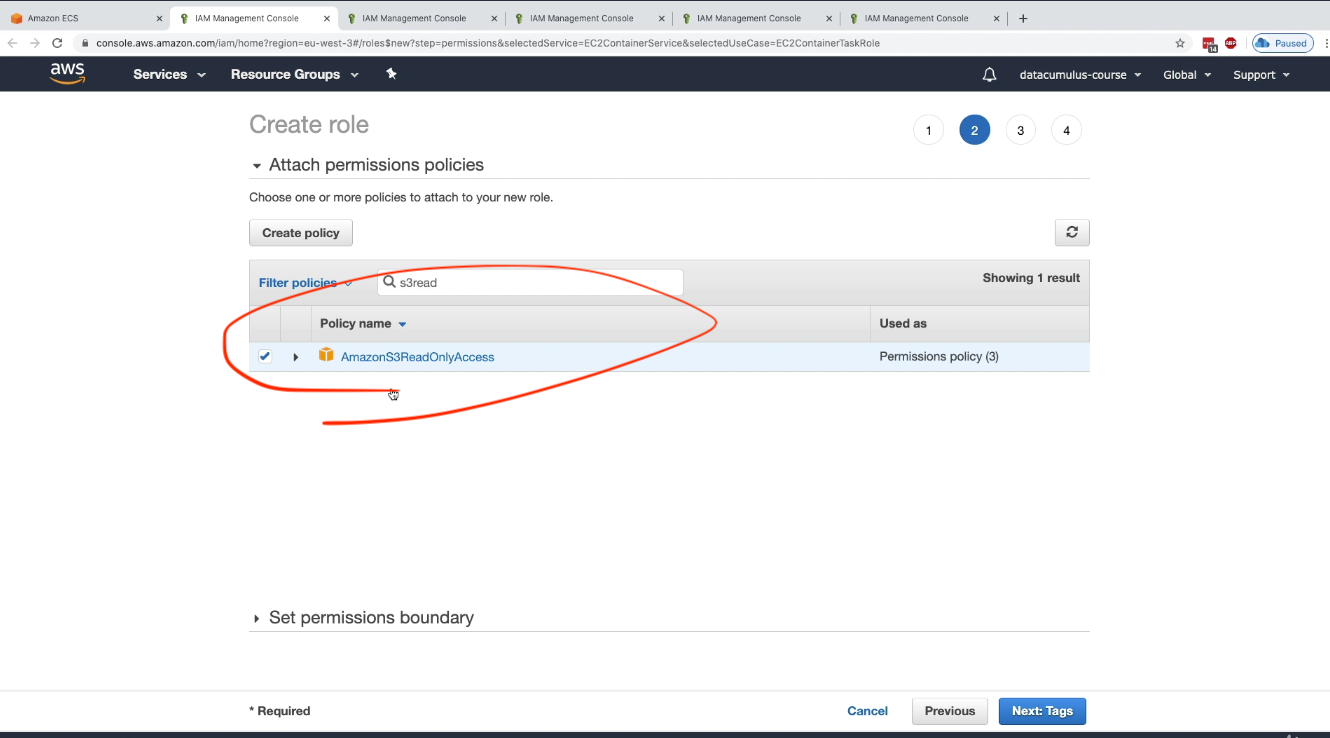 Amazon ECS
IAM Management Console
IAM Management Console
IAM Management Console
IAM Management Console
IAM Management Console
console.aws.amazon.com/iam/home?region=eu-west-3#/roles$new?step=permissions&selectedService=EC2ContainerService&selectedUseCase=EC2ContainerTaskRole
14
ABP
Paused
aws
Services
Resource Groups
datacumulus-course
Global
Support
Create role
1
2
3
4
Attach permissions policies
Choose one or more policies to attach to your new role.
Create policy
Filter policies
s3read
Showing 1 result
Policy name
Used as
AmazonS3ReadOnlyAccess
Permissions policy (3)
Set permissions boundary
* Required
Cancel
Previous
Next: Tags